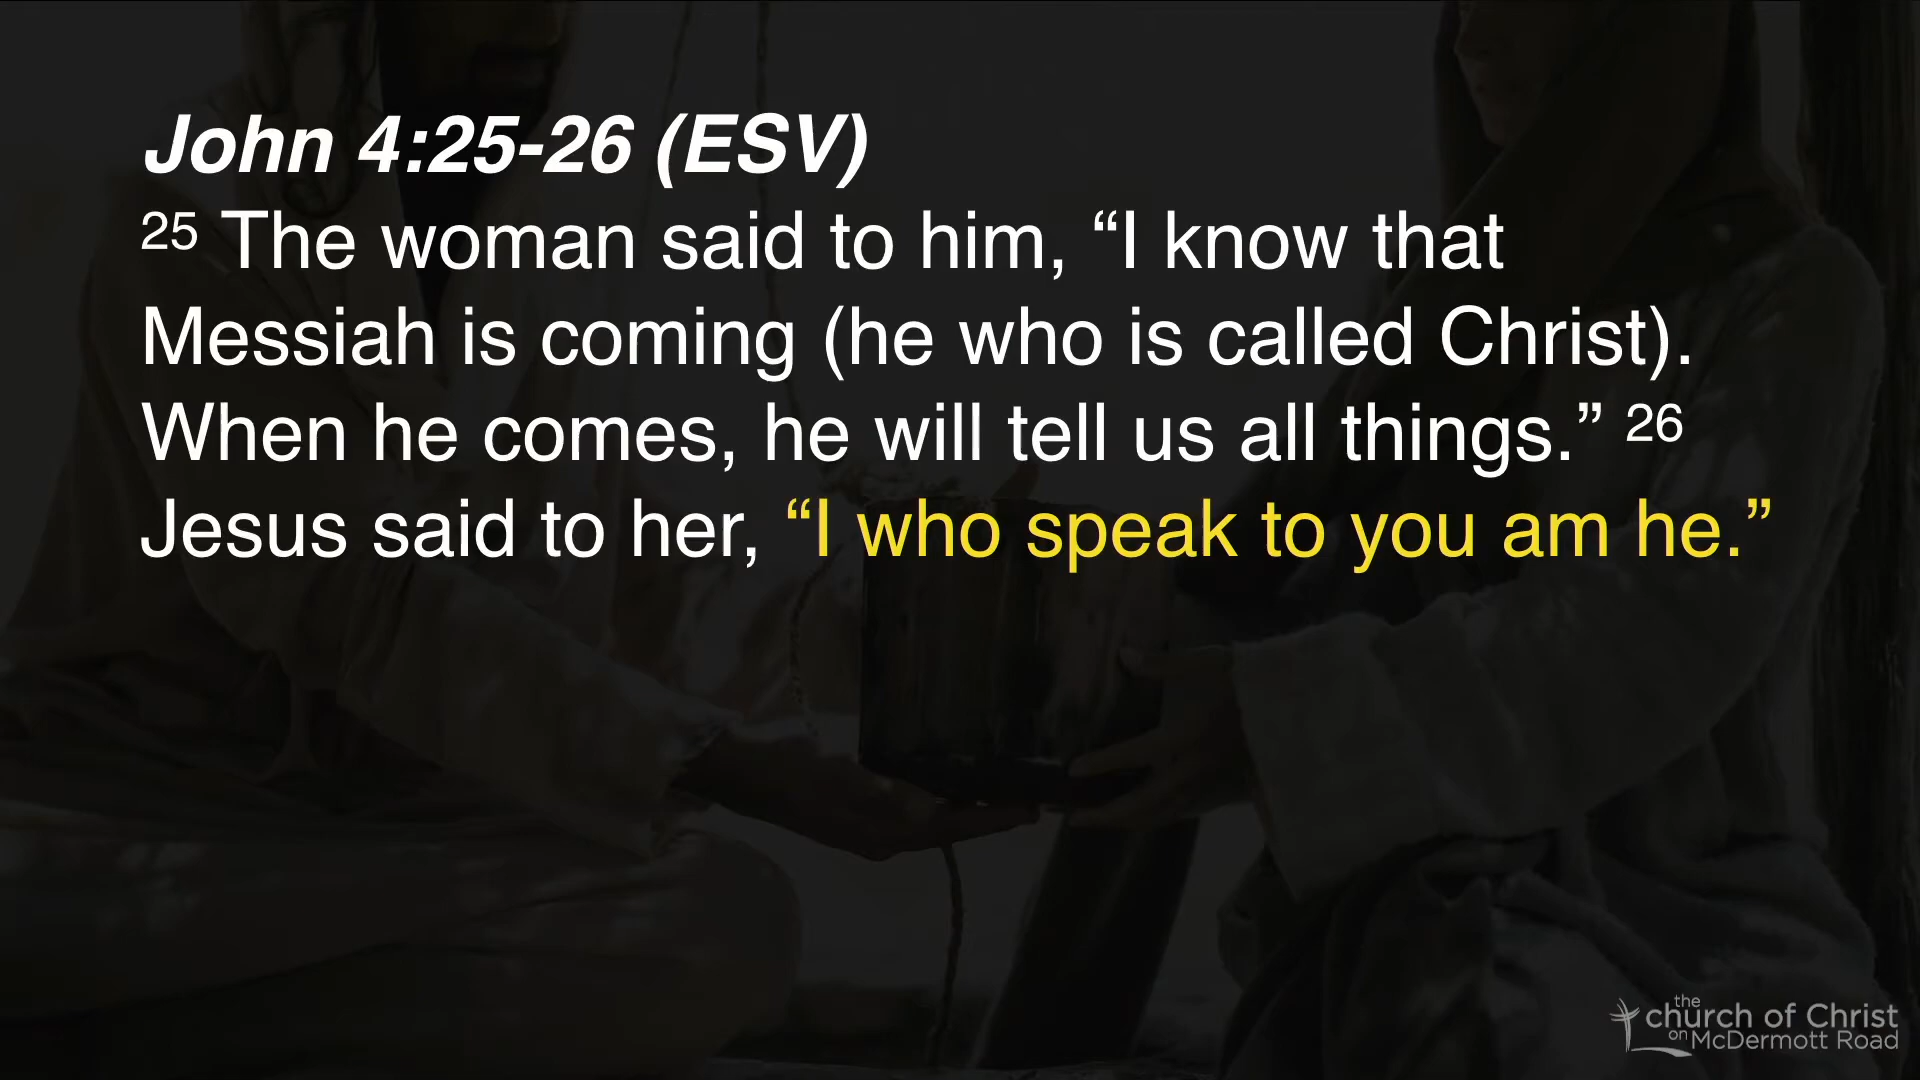 John 4:25-26 (ESV)
25 The woman said to him, “I know that
Messiah is coming (he who is called Christ).
When he comes, he will tell us all things.” 26
Jesus said to her, “I who speak to you am he.”
the
church of Christ
on McDermott Road